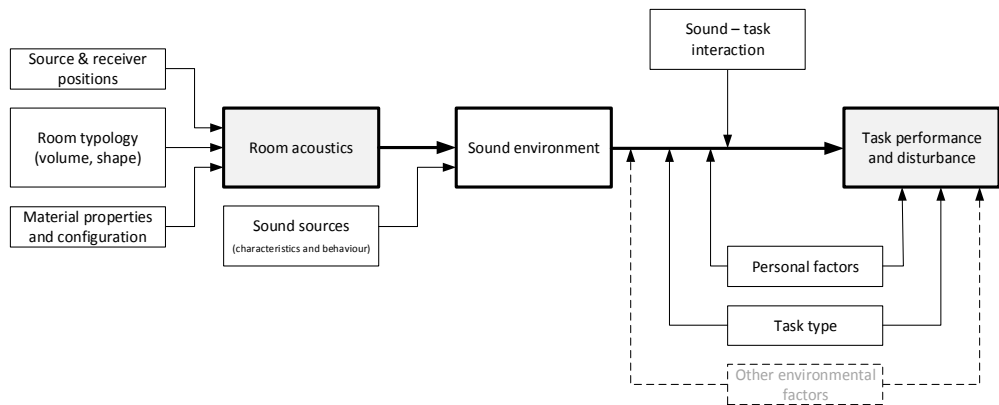 Source & receiver
positions
Room typology
(volume, shape)
Material properties
and configuration
Room acoustics
Sound sources
(characteristics and behaviour)
Sound environment
Sound – task
interaction
Task performance
and disturbance
Personal factors
Task type
Other environmental
factors